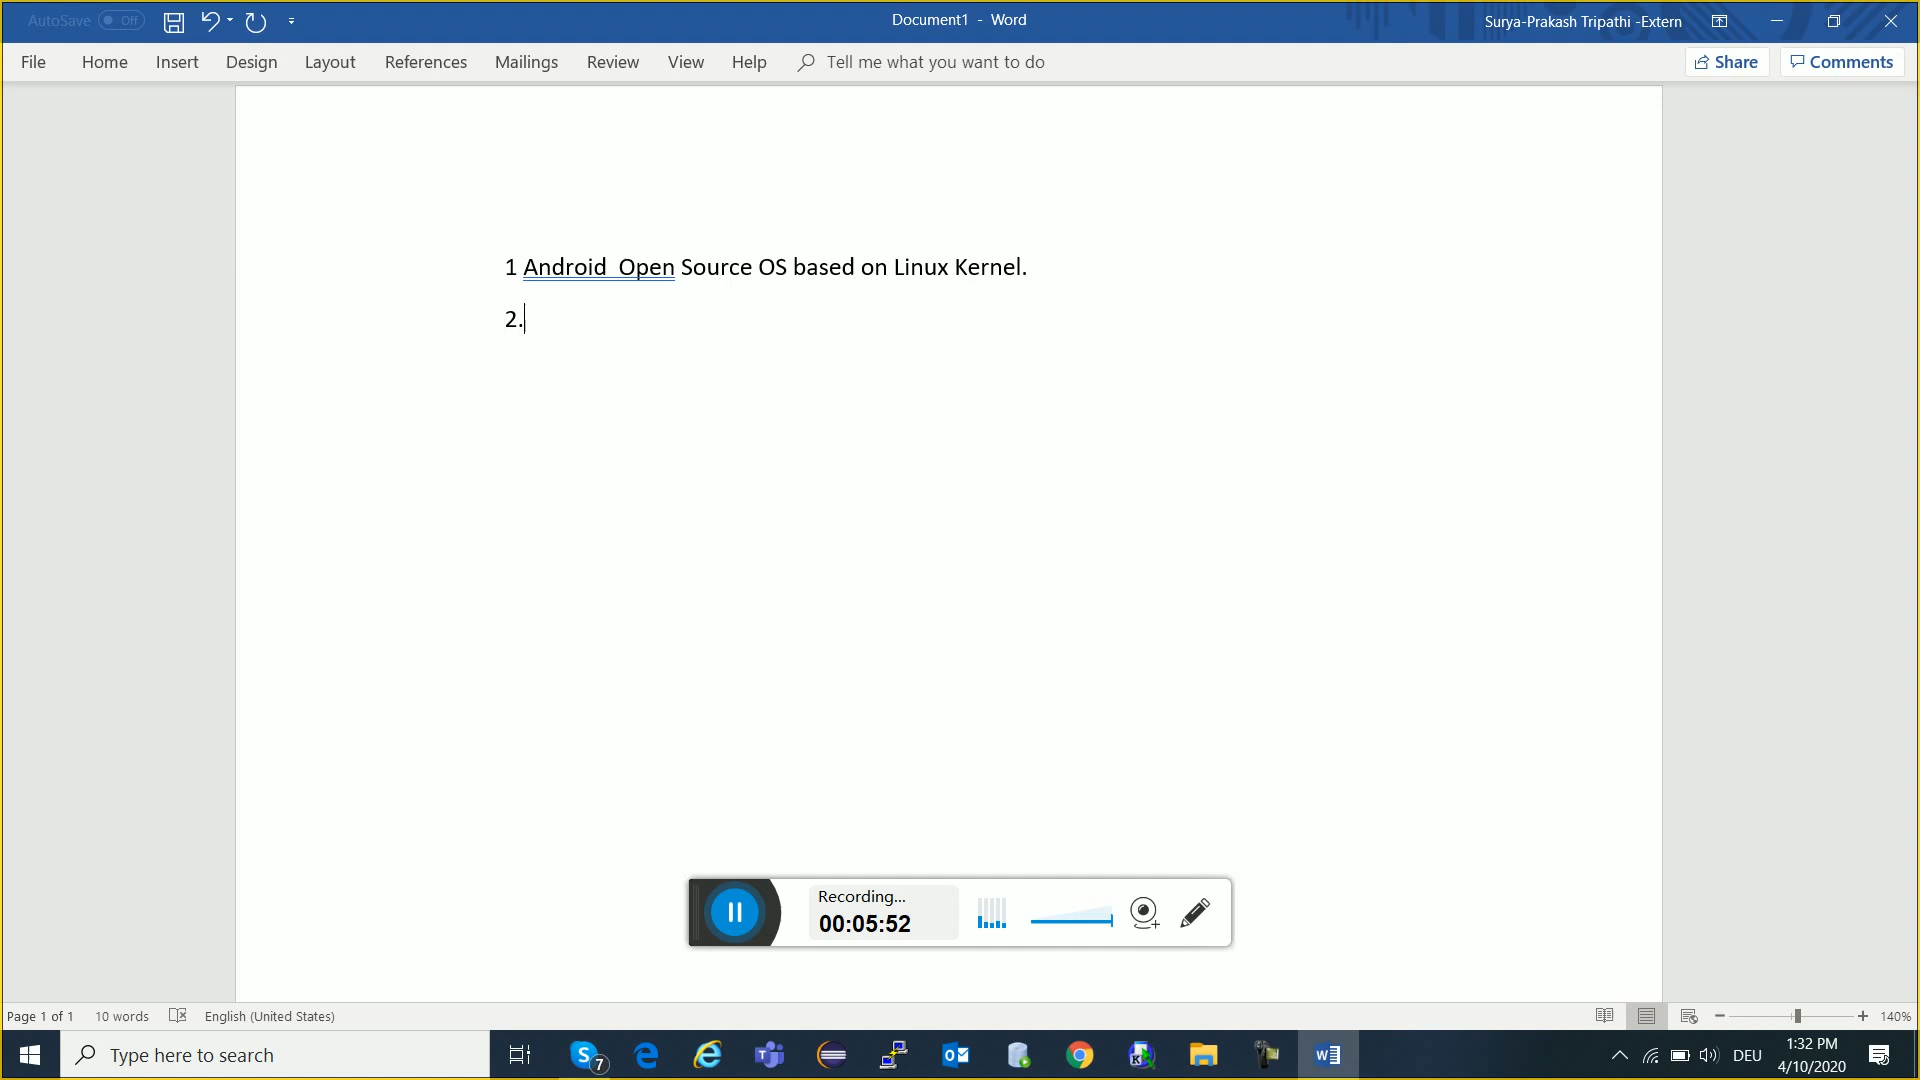 AutoSave Off Document1 - Word Surya-Prakash Tripathi -Extern
File Home Insert Design Layout References Mailings Review View Help Tell me what you want to do Share Comments
1 Android  Open Source OS based on Linux Kernel.
2.
Recording...
00:05:52
Page 1 of 1 10 words English (United States) 140%
Type here to search 7 DEU 1:32 PM
4/10/2020